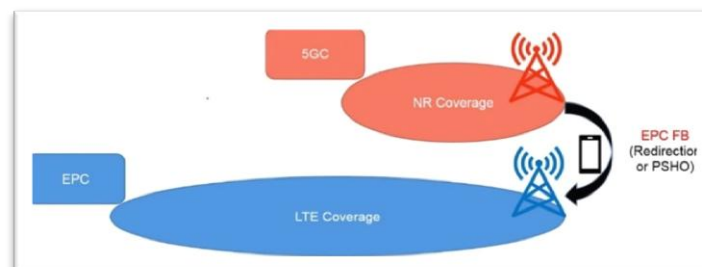 5GC
NR Coverage
EPC FB
(Redirection
or PSHO)
EPC
LTE Coverage